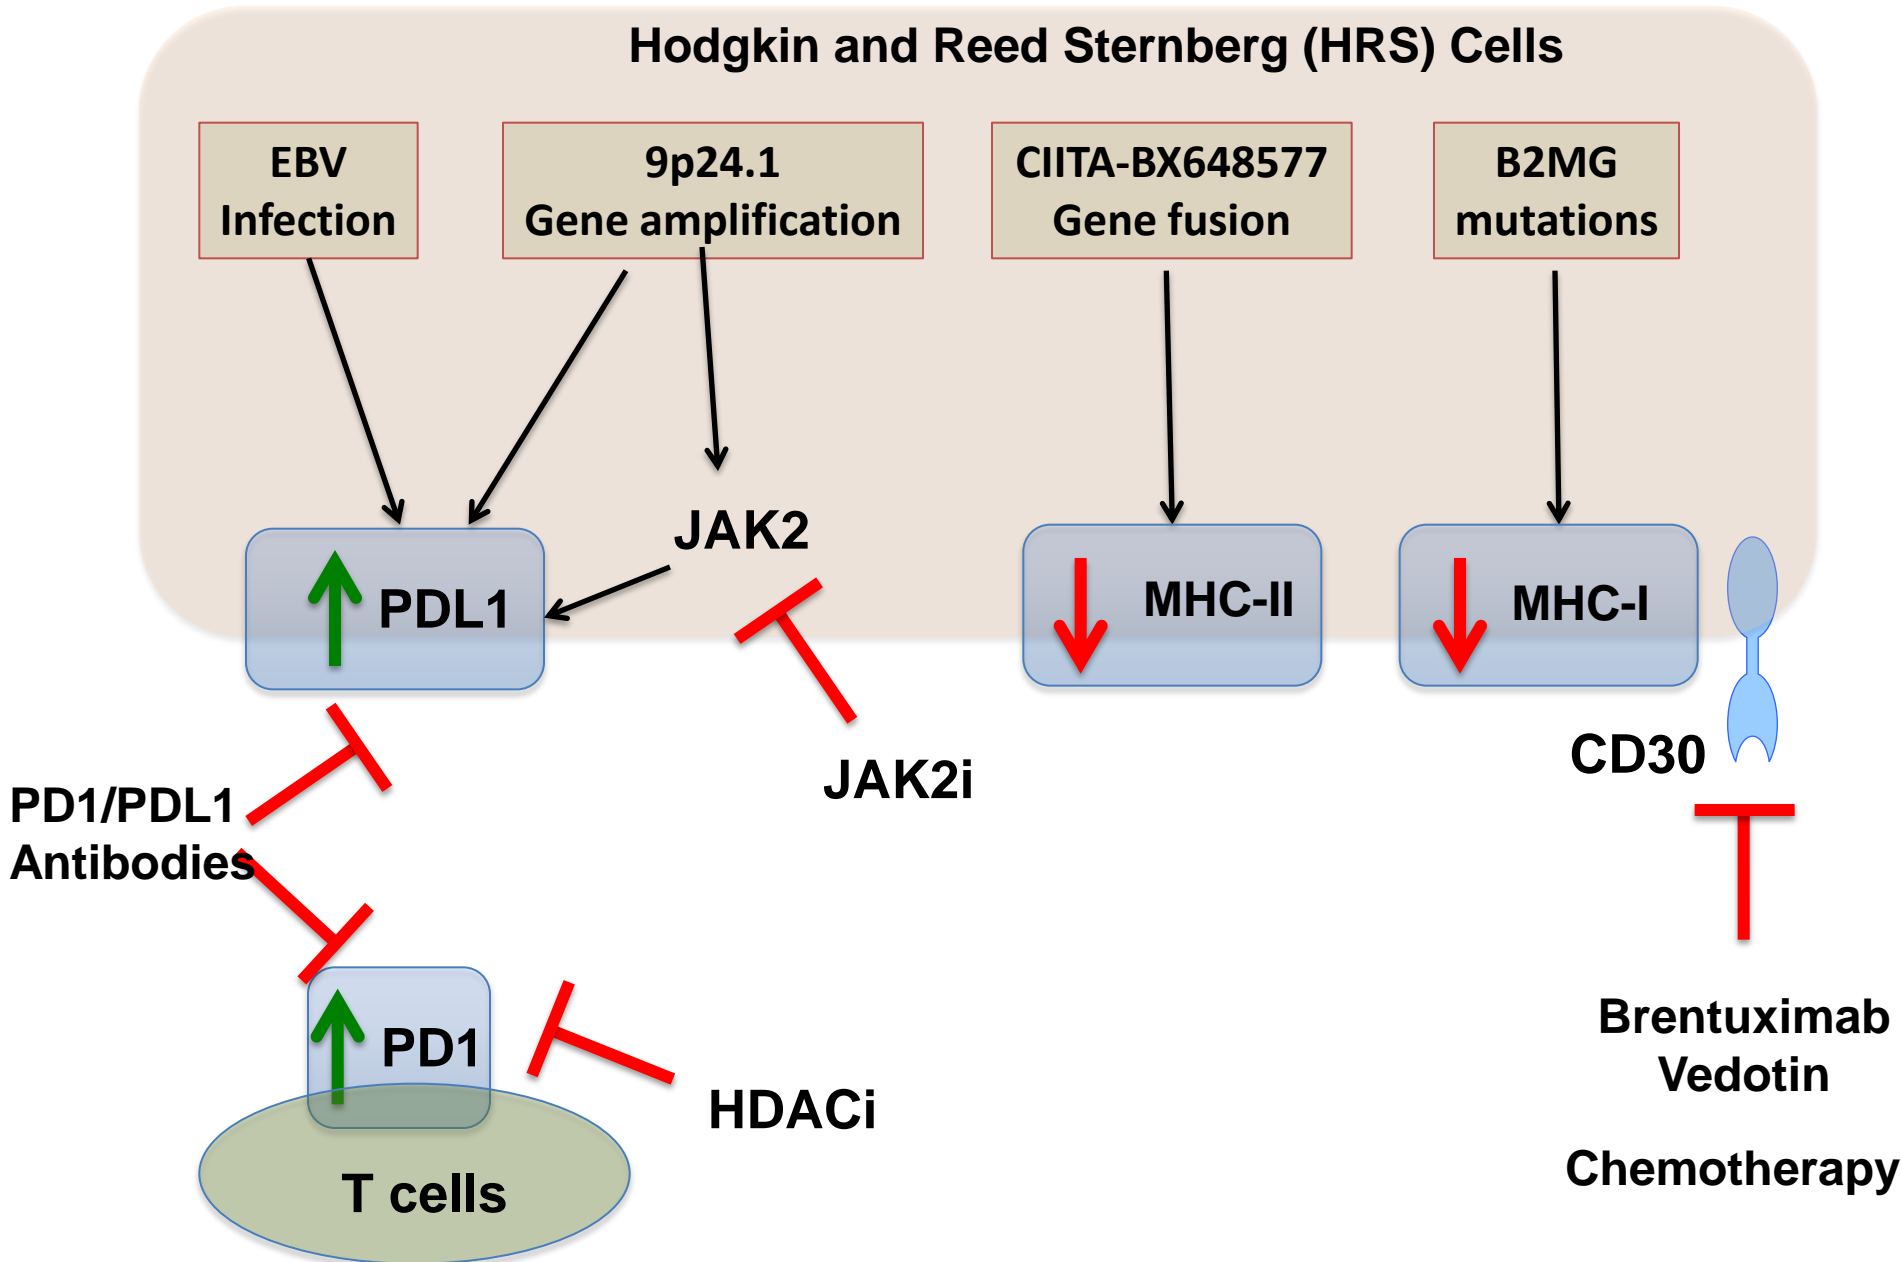 Hodgkin and Reed Sternberg (HRS) Cells
EBV
Infection
9p24.1
Gene amplification
CIITA-BX648577
Gene fusion
B2MG
mutations
PDL1
JAK2
MHC-II
MHC-I
CD30
JAK2i
PD1/PDL1
Antibodies
PD1
HDACi
T cells
Brentuximab
Vedotin
Chemotherapy